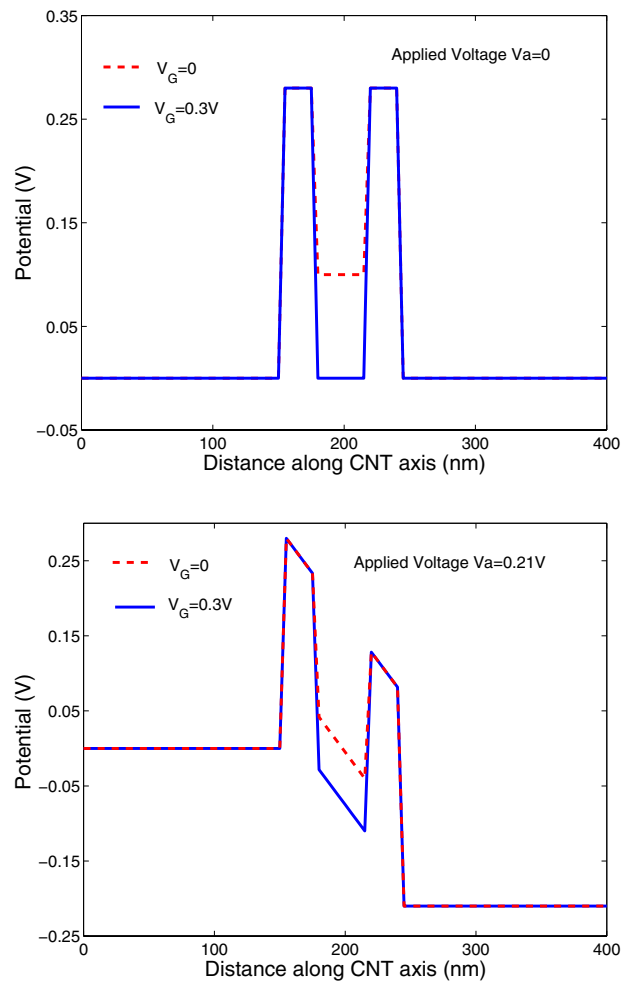 0.35
Applied Voltage Va=0
V_G=0
0.25
V_G=0.3V
Potential (V)
0.15
0.05
−0.05
0 100 200 300 400
Distance along CNT axis (nm)
0.25
V_G=0
Applied Voltage Va=0.21V
V_G=0.3V
0.15
Potential (V)
0.05
−0.05
−0.15
−0.25
0 100 200 300 400
Distance along CNT axis (nm)